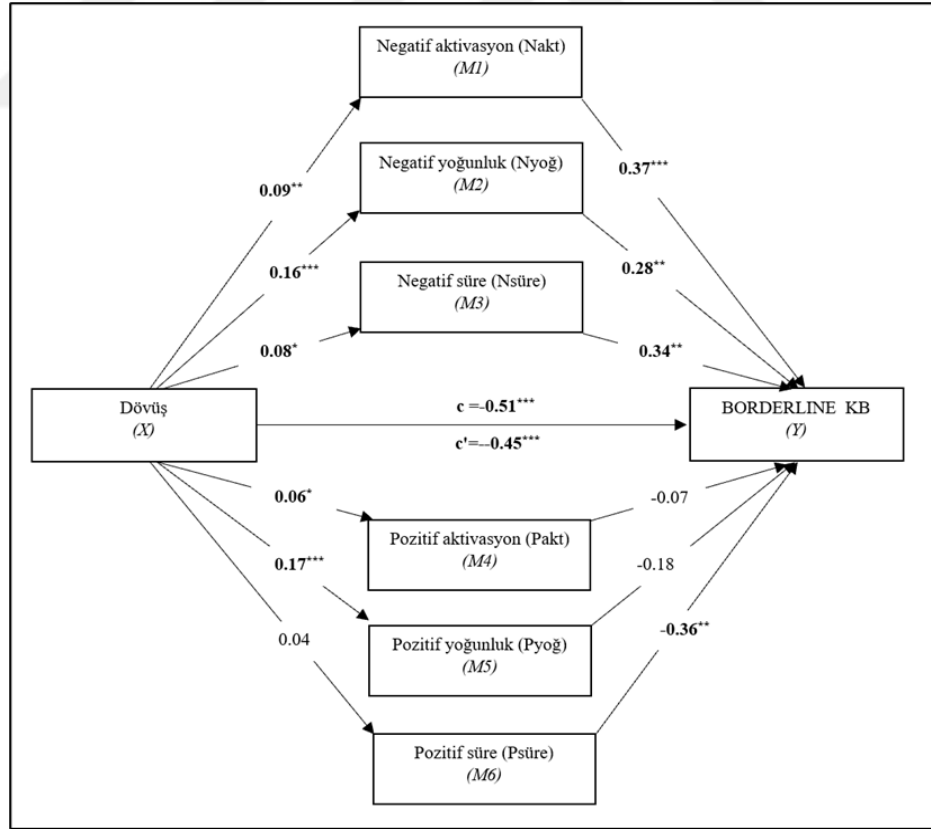 Negatif aktivasyon (Nakt)
(M1)
Negatif yoğunluk (Nyoğ)
(M2)
Negatif süre (Nsüre)
(M3)
0.09**
0.16***
0.08*
0.37***
0.28**
0.34**
Dövüş
(X)
c =-0.51***
c'=--0.45***
BORDERLINE KB
(Y)
0.06*
0.17***
0.04
-0.07
-0.18
-0.36**
Pozitif aktivasyon (Pakt)
(M4)
Pozitif yoğunluk (Pyoğ)
(M5)
Pozitif süre (Psüre)
(M6)